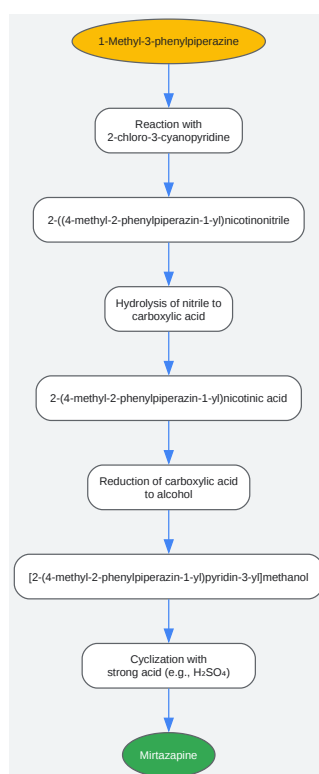 1-Methyl-3-phenylpiperazine
Reaction with
2-chloro-3-cyanopyridine
2-((4-methyl-2-phenylpiperazin-1-yl)nicotinonitrile
Hydrolysis of nitrile to
carboxylic acid
2-(4-methyl-2-phenylpiperazin-1-yl)nicotinic acid
Reduction of carboxylic acid
to alcohol
[2-(4-methyl-2-phenylpiperazin-1-yl)pyridin-3-yl]methanol
Cyclization with
strong acid (e.g., H₂SO₄)
Mirtazapine